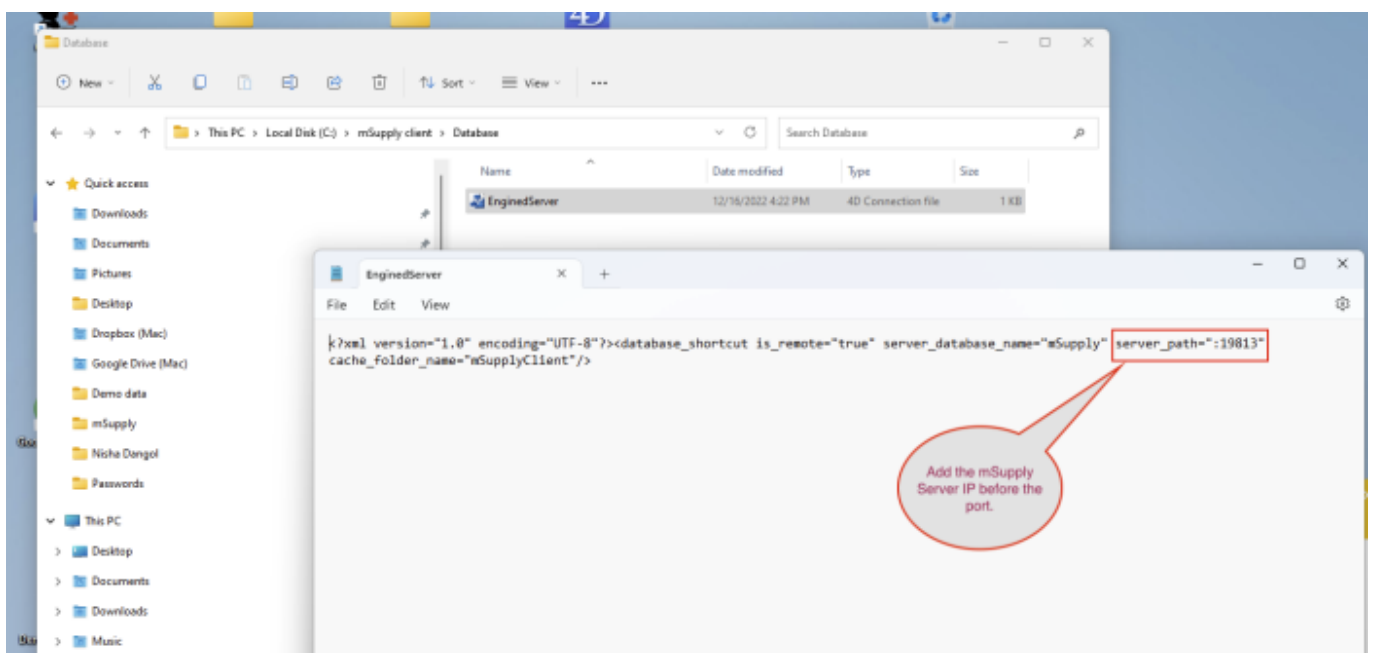 4D
Database
New
Sort
View
This PC > Local Disk (C:) > mSupply client > Database
Search Database
Name
Date modified
Type
Size
EnginedServer
12/16/2022 4:22 PM
4D Connection file
1 KB
Quick access
Downloads
Documents
Pictures
Desktop
Dropbox (Mac)
Google Drive (Mac)
Demo data
mSupply
Nisha Dangol
Passwords
This PC
Desktop
Documents
Downloads
Music
EnginedServer
File Edit View
<?xml version="1.0" encoding="UTF-8"?><database_shortcut is_remote="true" server_database_name="mSupply" server_path=":19813"
cache_folder_name="mSupplyClient"/>
Add the mSupply
Server IP before the
port.